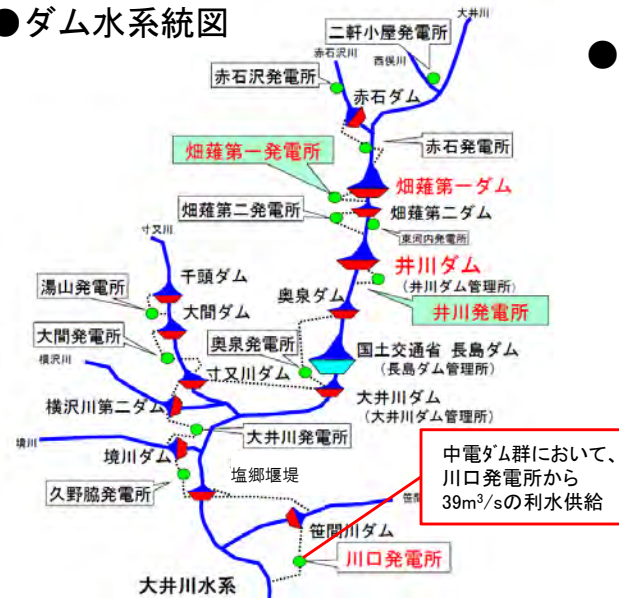 ●ダム水系統図
●
大井川
二軒小屋発電所
赤石沢川
西俣川
赤石沢発電所
赤石ダム
赤石発電所
畑薙第一発電所
畑薙第一ダム
畑薙第二発電所
畑薙第二ダム
東河内発電所
寸又川
井川ダム
(井川ダム管理所)
千頭ダム
湯山発電所
奥泉ダム
井川発電所
大間ダム
大間発電所
奥泉発電所
国土交通省 長島ダム
(長島ダム管理所)
横沢川
寸又川ダム
大井川ダム
(大井川ダム管理所)
横沢川第二ダム
大井川発電所
境川
境川ダム
中電ダム群において、
川口発電所から
39m³/sの利水供給
塩郷堰堤
久野脇発電所
笹間川ダム
川口発電所
大井川水系